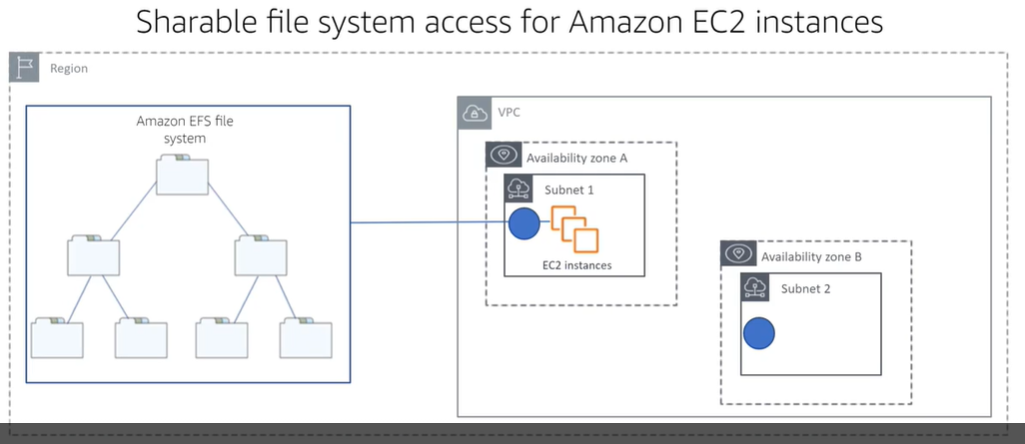 Sharable file system access for Amazon EC2 instances
Region
Amazon EFS file
system
VPC
Availability zone A
Subnet 1
EC2 instances
Availability zone B
Subnet 2